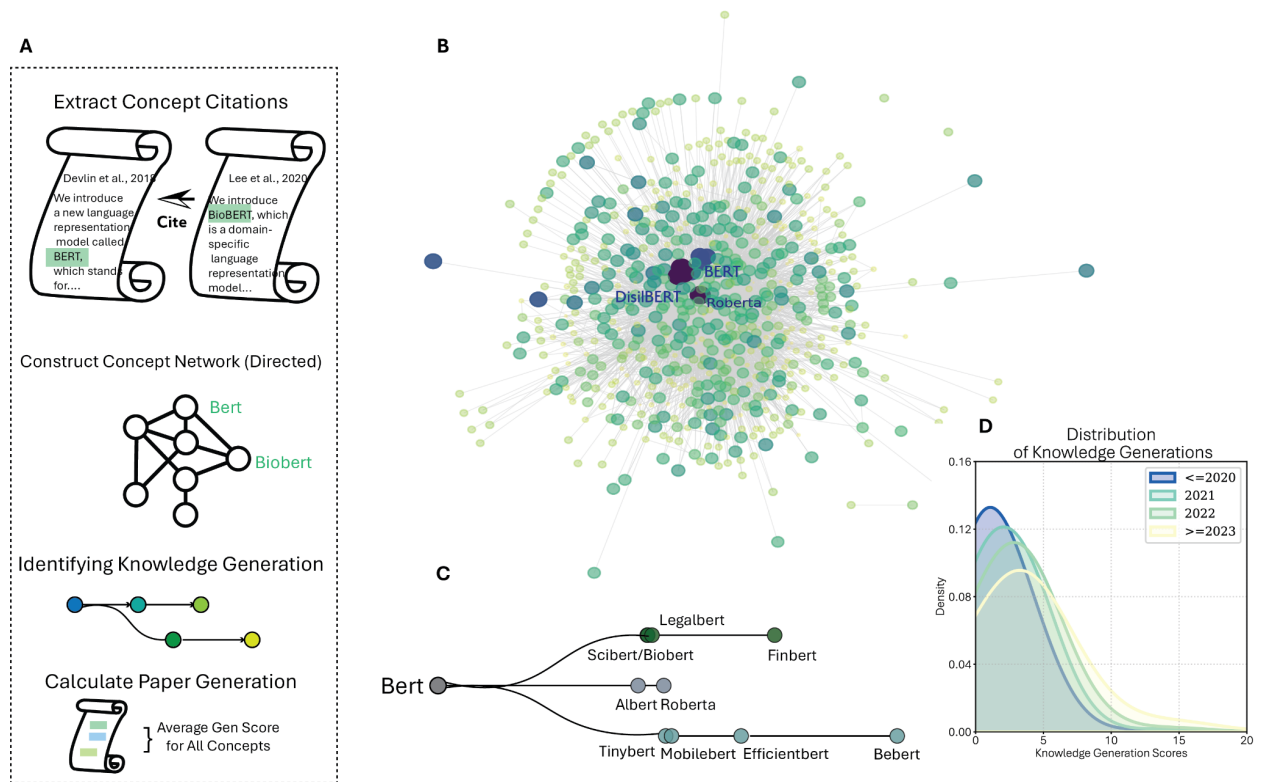 A
Extract Concept Citations
Devlin et al., 2018
We introduce
a new language
representation
model called
BERT,
which stands
for....
Cite
Lee et al., 2020
We introduce
BioBERT, which
is a domain-
specific
language
representation
model...
Construct Concept Network (Directed)
Bert
Biobert
Identifying Knowledge Generation
Calculate Paper Generation
Average Gen Score
for All Concepts
B
BERT
DisilBERT
Roberta
C
Bert
Legalbert
Scibert/Biobert
Finbert
Albert Roberta
Tinybert
Mobilebert
Efficientbert
Bebert
D
Distribution
of Knowledge Generations
0.16
0.12
0.08
0.04
0.00
Density
<=2020
2021
2022
>=2023
0
5
10
15
20
Knowledge Generation Scores